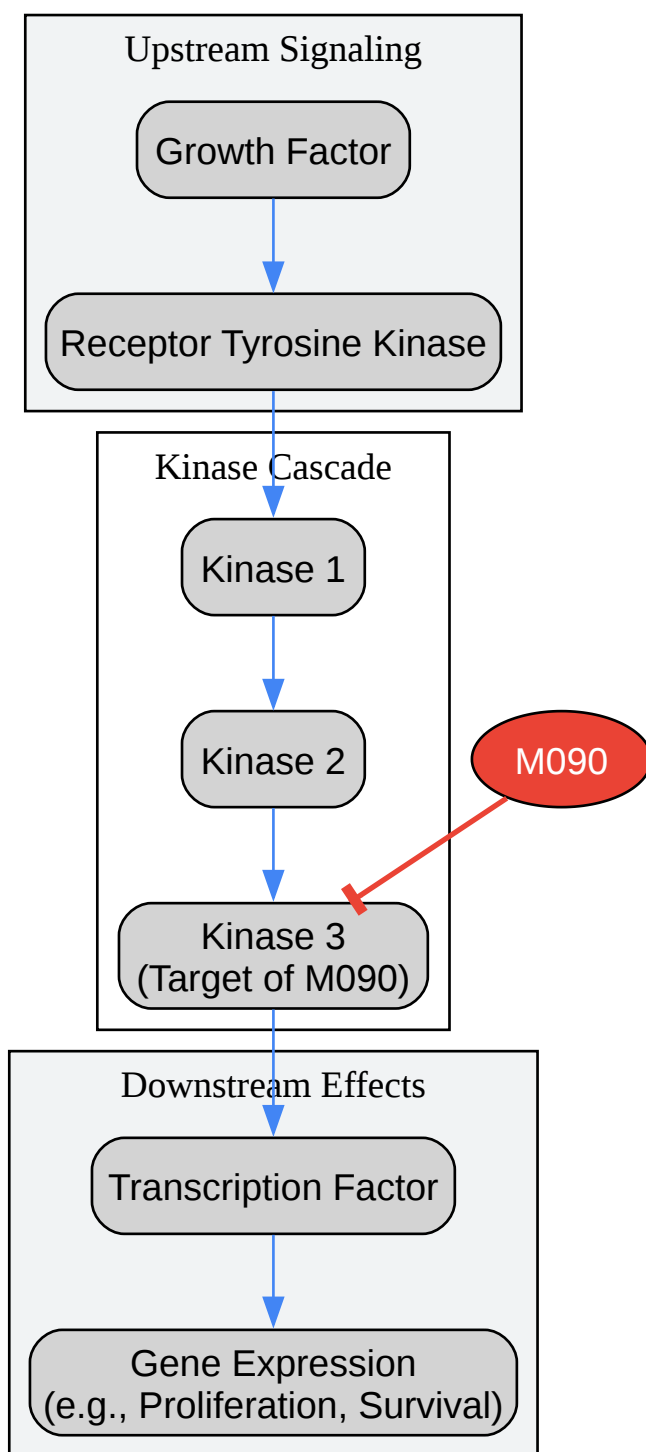 Upstream Signaling
Growth Factor
Receptor Tyrosine Kinase
Kinase Cascade
Kinase 1
Kinase 2
M090
Kinase 3
(Target of M090)
Downstream Effects
Transcription Factor
Gene Expression
(e.g., Proliferation, Survival)